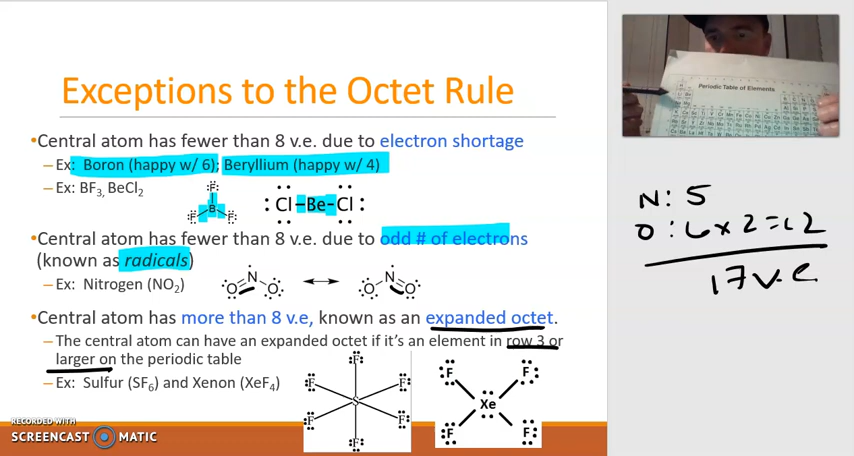 Exceptions to the Octet Rule
•Central atom has fewer than 8 v.e. due to electron shortage
– Ex: Boron (happy w/ 6); Beryllium (happy w/ 4)
– Ex: BF3, BeCl2
F
B
F F
:Cl–Be–Cl:
•Central atom has fewer than 8 v.e. due to odd # of electrons
(known as radicals)
– Ex: Nitrogen (NO2)
N
O O
N
O O
•Central atom has more than 8 v.e, known as an expanded octet.
– The central atom can have an expanded octet if it's an element in row 3 or
larger on the periodic table
– Ex: Sulfur (SF6) and Xenon (XeF4)
F
F F
S
F F
F
F F
Xe
F F
RECORDED WITH
SCREENCAST MATIC
Periodic Table of Elements
N: 5
O: 6 x 2 = 12
17 v.e